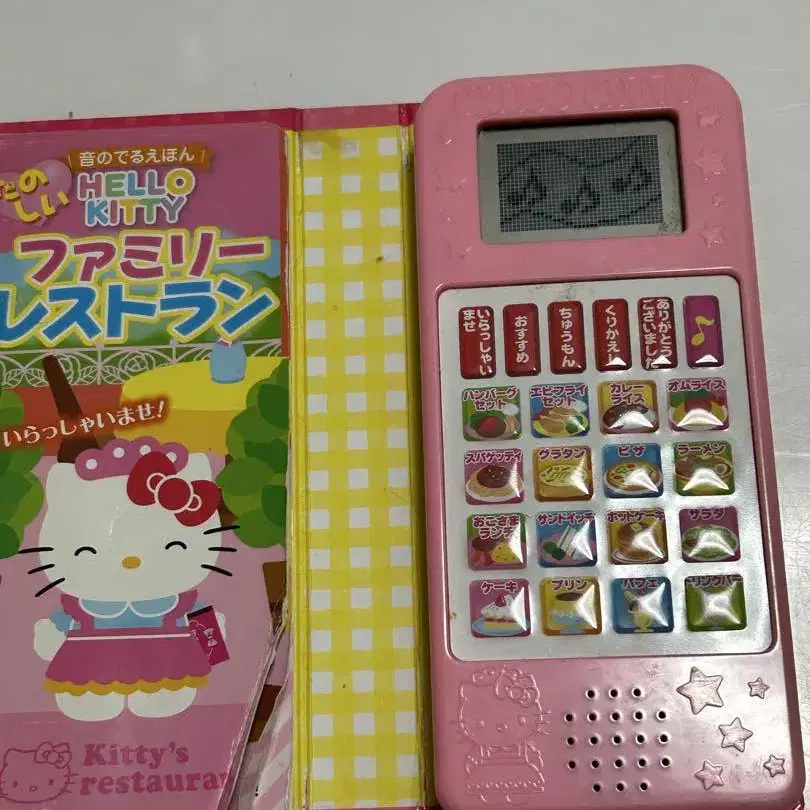 音のでるえほん
たの
しい
HELLO
KITTY
ファミリー
レストラン
いらっしゃいませ!
Kitty's
restaura
いらっしゃい
ませ
おすすめ
ちゅうもん
くりかえし
ありがとう
ございました
ハンバーグ
セット
エビフライ
セット
カレー
ライス
オムライス
スパゲッティ
グラタン
ピザ
ラーメン
おこさま
ランチ
サンドイッチ
ホットケーキ
サラダ
ケーキ
プリン
パフェ
ドリンクバー